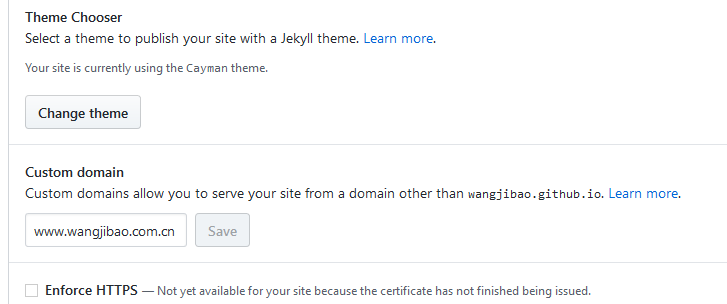 Theme Chooser
Select a theme to publish your site with a Jekyll theme. Learn more.
Your site is currently using the Cayman theme.
Change theme
Custom domain
Custom domains allow you to serve your site from a domain other than wangjibao.github.io. Learn more.
www.wangjibao.com.cn Save
Enforce HTTPS — Not yet available for your site because the certificate has not finished being issued.